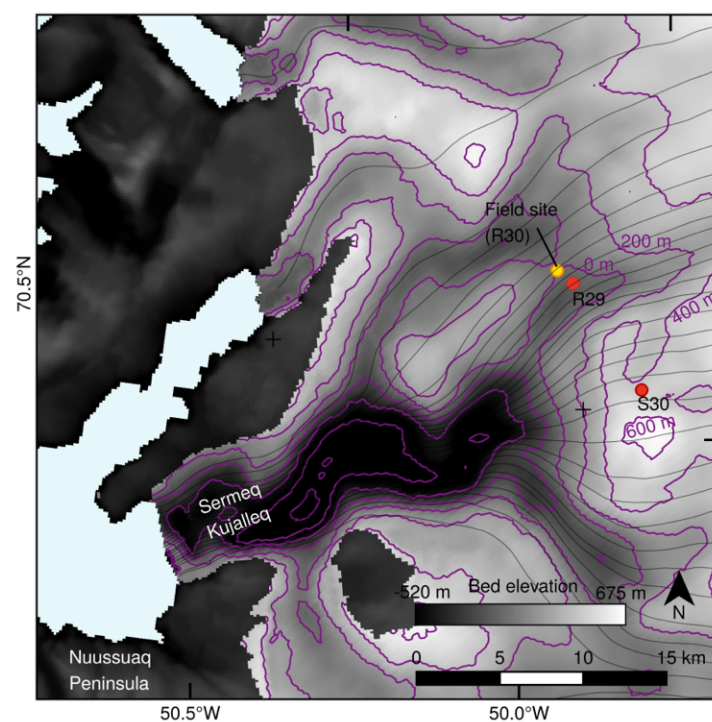 Field site
(R30)
200 m
0 m
R29
70.5°N
400 m
S30
600 m
Sermeq
Kujalleq
Bed elevation
-520 m 675 m
N
0 5 10 15 km
Nuussuaq
Peninsula
50.5°W 50.0°W